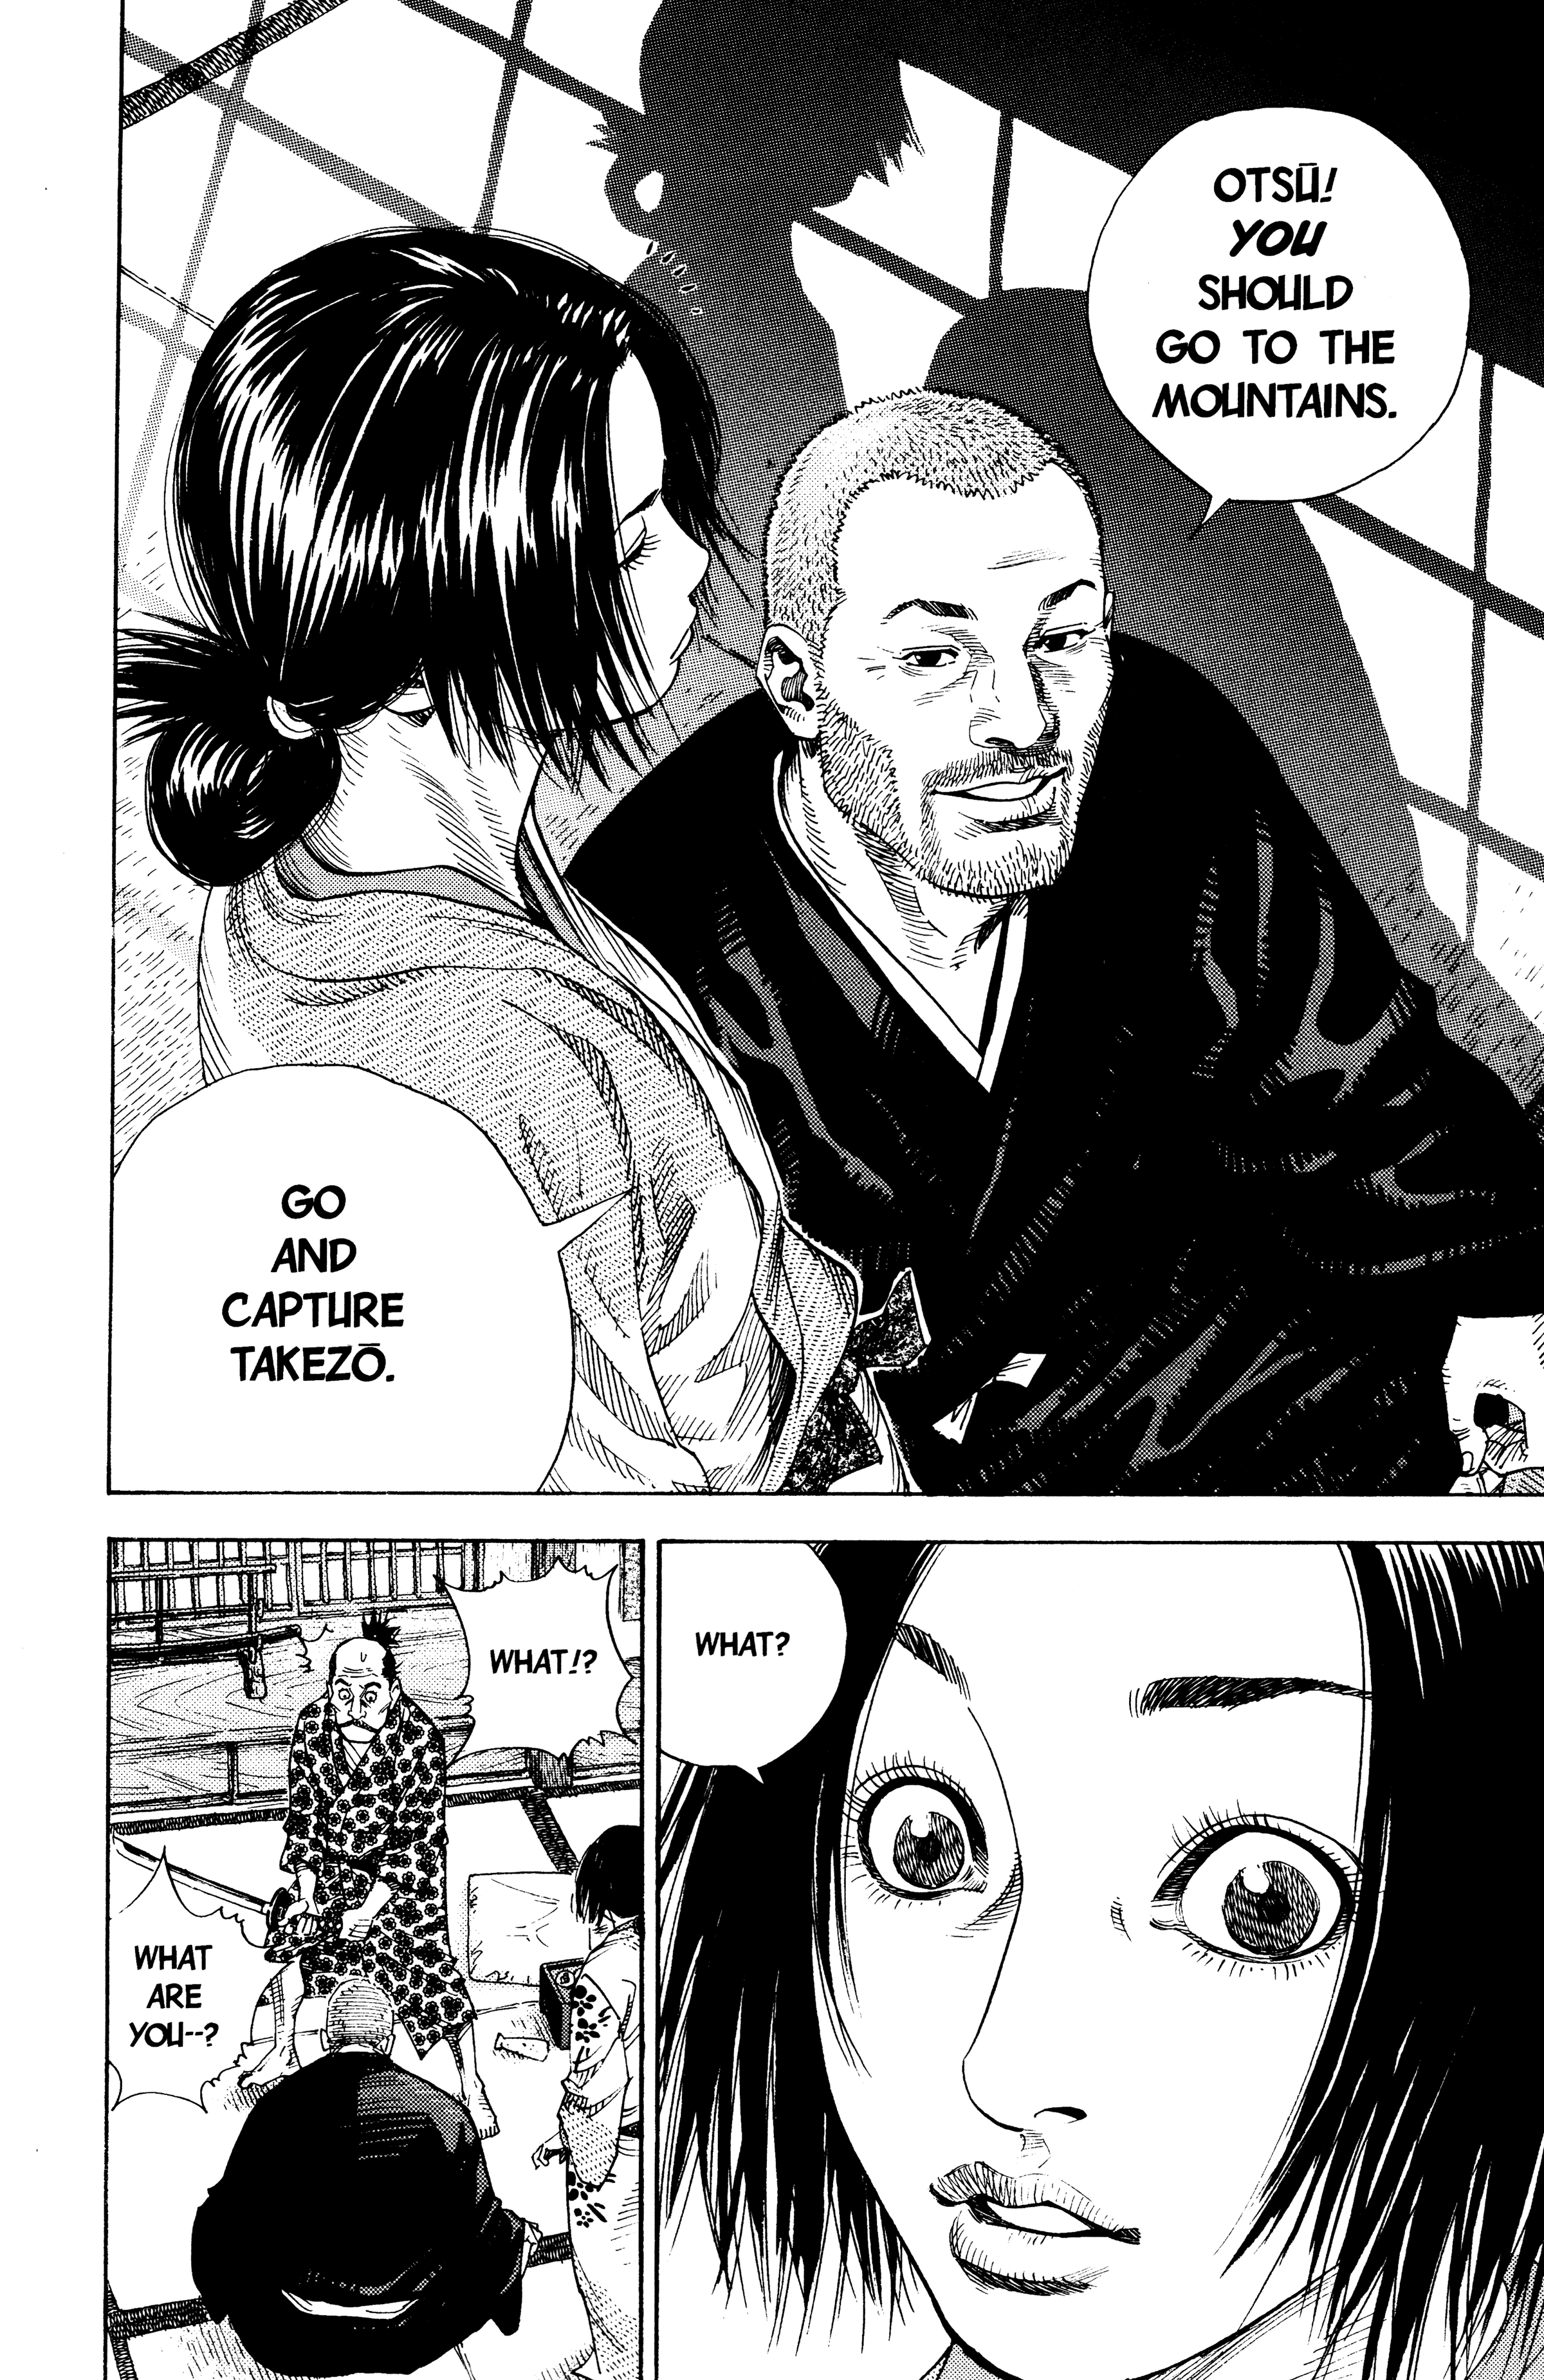 OTSŪ!
YOU
SHOULD
GO TO THE
MOUNTAINS.
GO
AND
CAPTURE
TAKEZŌ.
WHAT?
WHAT!?
WHAT
ARE
YOU--?